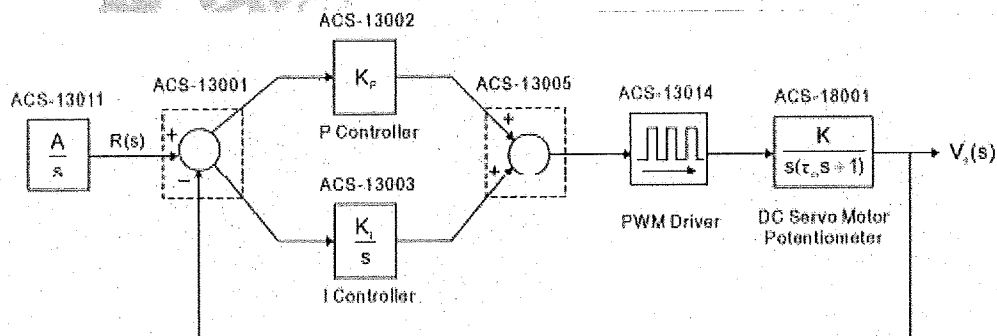 ACS-13002
ACS-13001
ACS-13005
ACS-13014
ACS-18001
ACS-13011
A
s
R(s)
+
−
K_P
P Controller
ACS-13003
K_I
s
I Controller
+
+
PWM Driver
K
s(τ_m s + 1)
DC Servo Motor
Potentiometer